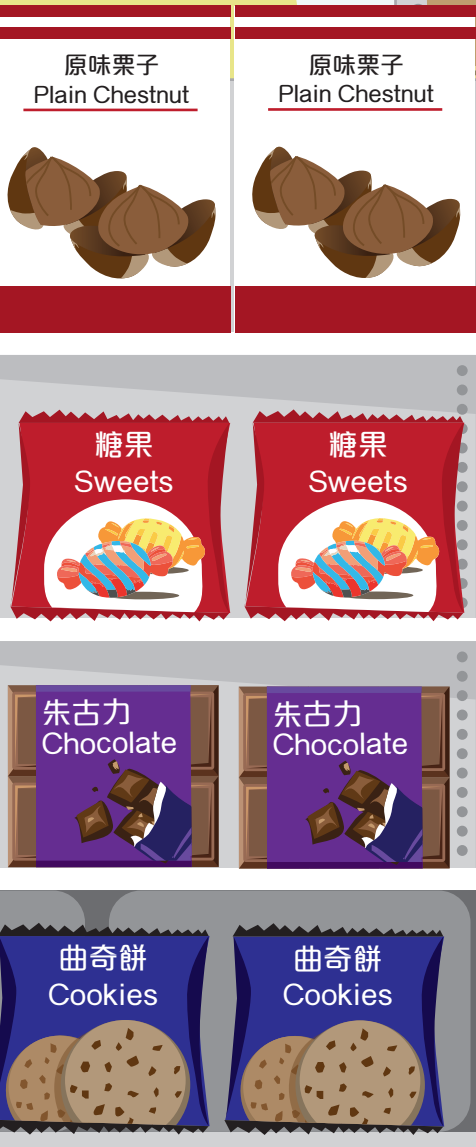 原味栗子
Plain Chestnut
原味栗子
Plain Chestnut
糖果
Sweets
糖果
Sweets
朱古力
Chocolate
朱古力
Chocolate
曲奇餅
Cookies
曲奇餅
Cookies